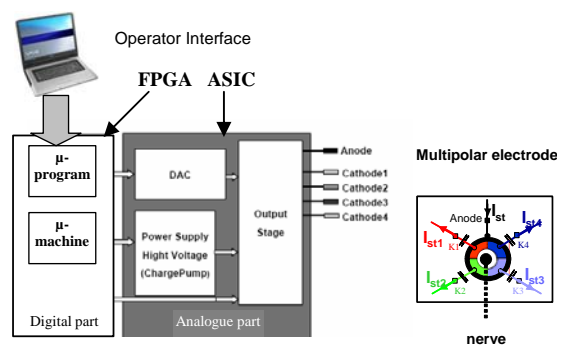 Operator Interface
FPGA ASIC
µ-
program
µ-
machine
Digital part
DAC
Power Supply
Hight Voltage
(ChargePump)
Output
Stage
Analogue part
Anode
Cathode1
Cathode2
Cathode3
Cathode4
Multipolar electrode
Anode
Ist
Ist1
K1
Ist4
K4
Ist2
K2
Ist3
K3
nerve